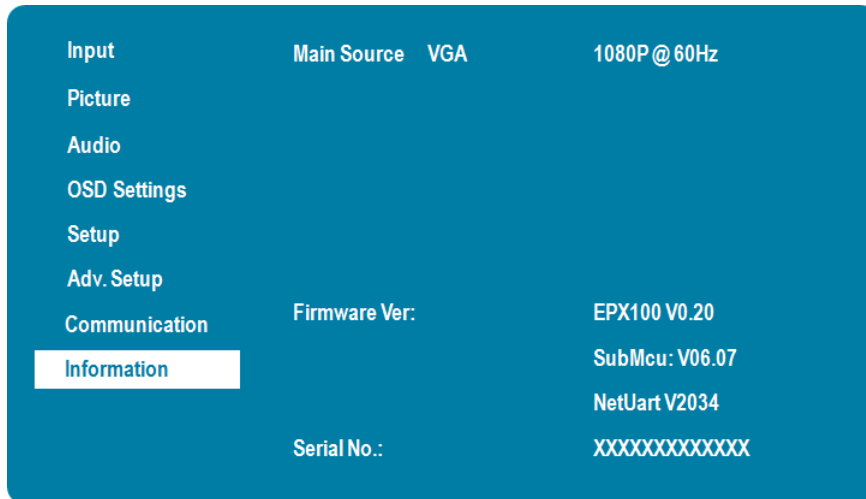 Input
Main Source VGA 1080P @ 60Hz
Picture
Audio
OSD Settings
Setup
Adv. Setup
Communication
Firmware Ver: EPX100 V0.20
Information
SubMcu: V06.07
NetUart V2034
Serial No.: XXXXXXXXXXXXX